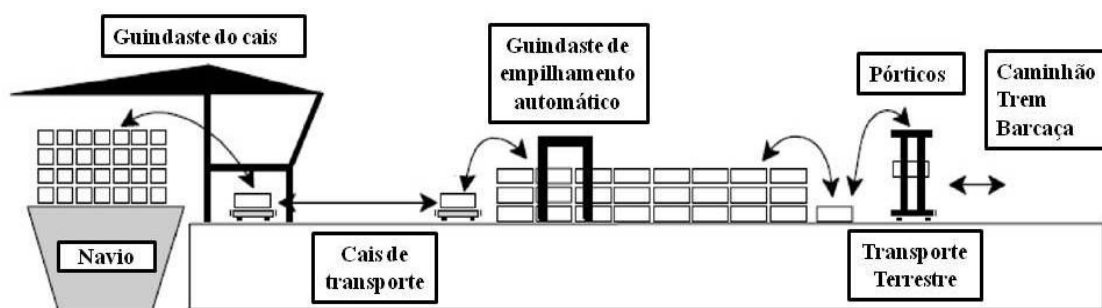 Guindaste do cais
Guindaste de
empilhamento
automático
Pórticos
Caminhão
Trem
Barcaça
Navio
Cais de
transporte
Transporte
Terrestre